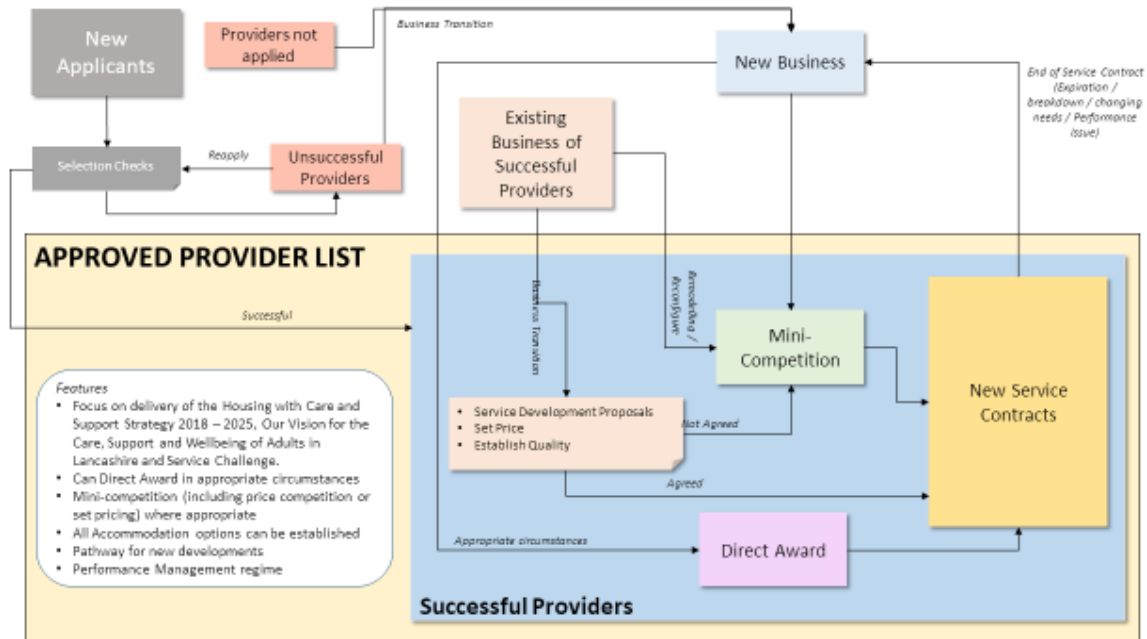 New
Applicants
Providers not
applied
Business Transition
New Business
End of Service Contract
(Expiration /
breakdown / changing
needs / Performance
Issue)
Existing
Business of
Successful
Providers
Selection Checks
Reapply
Unsuccessful
Providers
APPROVED PROVIDER LIST
Successful
Business Transition
Remodelling /
Reconfigure
Mini-
Competition
New Service
Contracts
Features
• Focus on delivery of the Housing with Care and
Support Strategy 2018 – 2025, Our Vision for the
Care, Support and Wellbeing of Adults in
Lancashire and Service Challenge.
• Can Direct Award in appropriate circumstances
• Mini-competition (including price competition or
set pricing) where appropriate
• All Accommodation options can be established
• Pathway for new developments
• Performance Management regime
• Service Development Proposals
• Set Price
• Establish Quality
Not Agreed
Agreed
Appropriate circumstances
Direct Award
Successful Providers